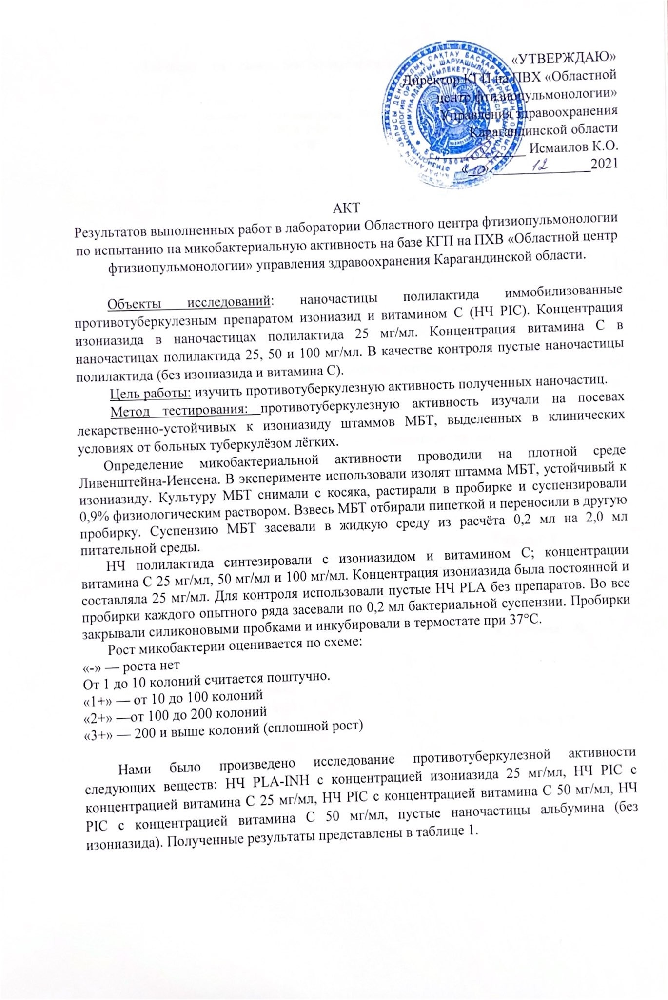 «УТВЕРЖДАЮ»
Директор КГП на ПВХ «Областной
центр фтизиопульмонологии»
Управления здравоохранения
Карагандинской области
Исмаилов К.О.
«10» 12 2021
АКТ
Результатов выполненных работ в лаборатории Областного центра фтизиопульмонологии
по испытанию на микобактериальную активность на базе КГП на ПХВ «Областной центр
фтизиопульмонологии» управления здравоохранения Карагандинской области.
Объекты исследований: наночастицы полилактида иммобилизованные
противотуберкулезным препаратом изониазид и витамином С (НЧ PIC). Концентрация
изониазида в наночастицах полилактида 25 мг/мл. Концентрация витамина С в
наночастицах полилактида 25, 50 и 100 мг/мл. В качестве контроля пустые наночастицы
полилактида (без изониазида и витамина С).
Цель работы: изучить противотуберкулезную активность полученных наночастиц.
Метод тестирования: противотуберкулезную активность изучали на посевах
лекарственно-устойчивых к изониазиду штаммов МБТ, выделенных в клинических
условиях от больных туберкулёзом лёгких.
Определение микобактериальной активности проводили на плотной среде
Ливенштейна-Иенсена. В эксперименте использовали изолят штамма МБТ, устойчивый к
изониазиду. Культуру МБТ снимали с косяка, растирали в пробирке и суспензировали
0,9% физиологическим раствором. Взвесь МБТ отбирали пипеткой и переносили в другую
пробирку. Суспензию МБТ засевали в жидкую среду из расчёта 0,2 мл на 2,0 мл
питательной среды.
НЧ полилактида синтезировали с изониазидом и витамином С; концентрации
витамина С 25 мг/мл, 50 мг/мл и 100 мг/мл. Концентрация изониазида была постоянной и
составляла 25 мг/мл. Для контроля использовали пустые НЧ PLA без препаратов. Во все
пробирки каждого опытного ряда засевали по 0,2 мл бактериальной суспензии. Пробирки
закрывали силиконовыми пробками и инкубировали в термостате при 37°С.
Рост микобактерии оценивается по схеме:
«-» — роста нет
От 1 до 10 колоний считается поштучно.
«1+» — от 10 до 100 колоний
«2+» —от 100 до 200 колоний
«3+» — 200 и выше колоний (сплошной рост)
Нами было произведено исследование противотуберкулезной активности
следующих веществ: НЧ PLA-INH с концентрацией изониазида 25 мг/мл, НЧ PIC с
концентрацией витамина С 25 мг/мл, НЧ PIC с концентрацией витамина С 50 мг/мл, НЧ
PIC с концентрацией витамина С 50 мг/мл, пустые наночастицы альбумина (без
изониазида). Полученные результаты представлены в таблице 1.